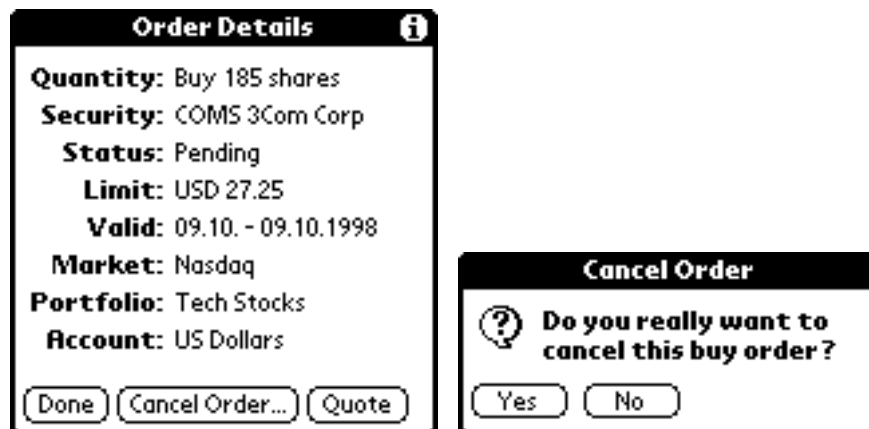 Order Details
Quantity: Buy 185 shares
Security: COMS 3Com Corp
Status: Pending
Limit: USD 27.25
Valid: 09.10. - 09.10.1998
Market: Nasdaq
Portfolio: Tech Stocks
Account: US Dollars
Done Cancel Order... Quote
Cancel Order
Do you really want to
cancel this buy order?
Yes No